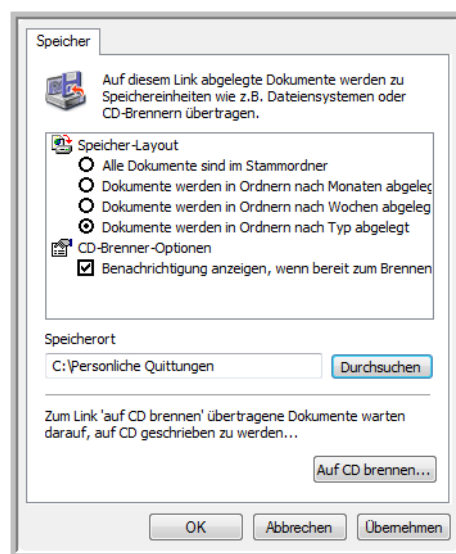 Speicher
Auf diesem Link abgelegte Dokumente werden zu
Speichereinheiten wie z.B. Dateiensystemen oder
CD-Brennern übertragen.
Speicher-Layout
Alle Dokumente sind im Stammordner
Dokumente werden in Ordnern nach Monaten abgeleg
Dokumente werden in Ordnern nach Wochen abgeleg
Dokumente werden in Ordnern nach Typ abgelegt
CD-Brenner-Optionen
Benachrichtigung anzeigen, wenn bereit zum Brennen
Speicherort
C:\Personliche Quittungen
Durchsuchen
Zum Link 'auf CD brennen' übertragene Dokumente warten
darauf, auf CD geschrieben zu werden...
Auf CD brennen...
OK
Abbrechen
Übernehmen